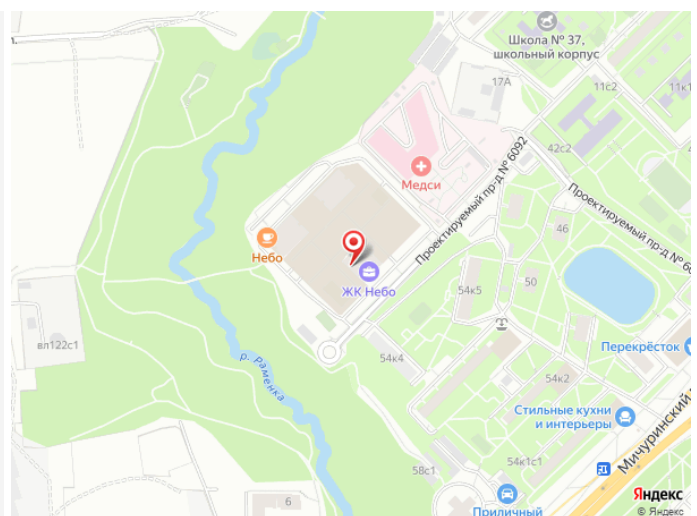 Школа № 37,
школьный корпус
17А
11с2
11к1
42с2
Медси
Проектируемый пр-д № 6092
Проектируемый пр-д № 6
46
Небо
ЖК Небо
54к5
50
вл122с1
р. Раменка
54к4
Перекрёсток
54к2
Стильные кухни
и интерьеры
Мичуринский
58с1
54к1с1
6
Приличный
Яндекс
© Яндекс